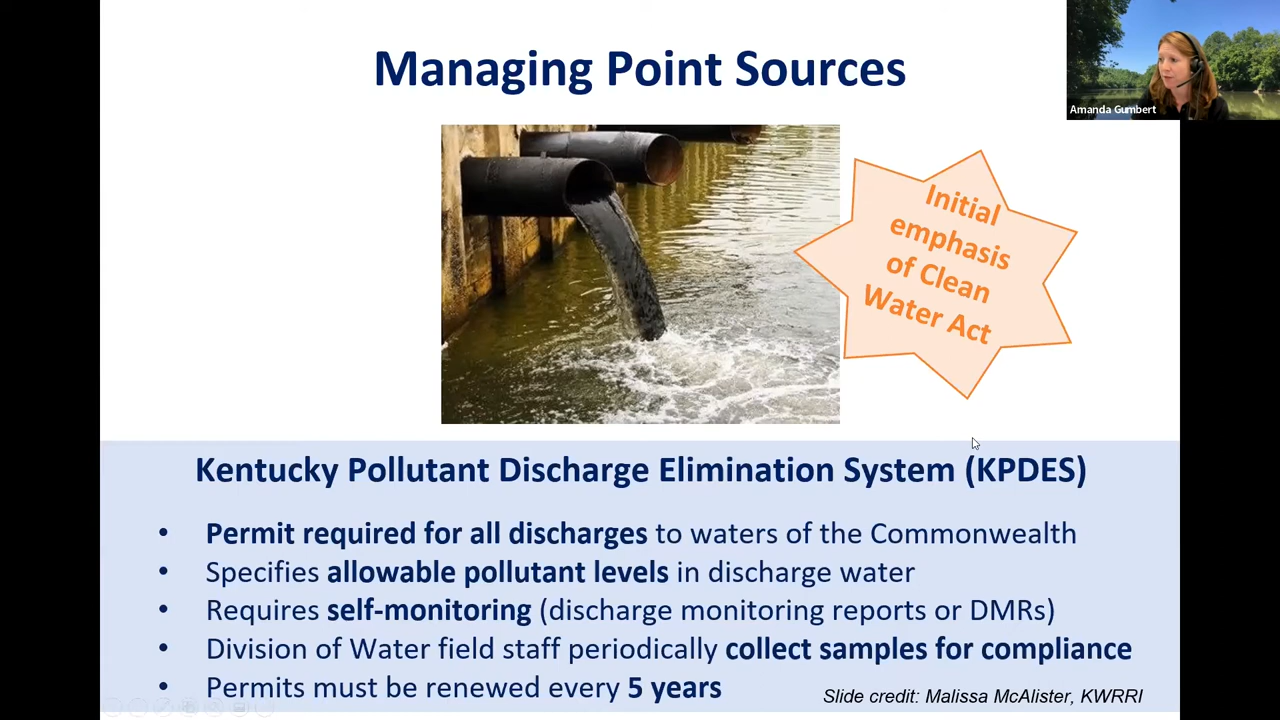 Managing Point Sources
Amanda Gumbert
Initial
emphasis
of Clean
Water Act
Kentucky Pollutant Discharge Elimination System (KPDES)
• Permit required for all discharges to waters of the Commonwealth
• Specifies allowable pollutant levels in discharge water
• Requires self-monitoring (discharge monitoring reports or DMRs)
• Division of Water field staff periodically collect samples for compliance
• Permits must be renewed every 5 years
Slide credit: Malissa McAlister, KWRRI